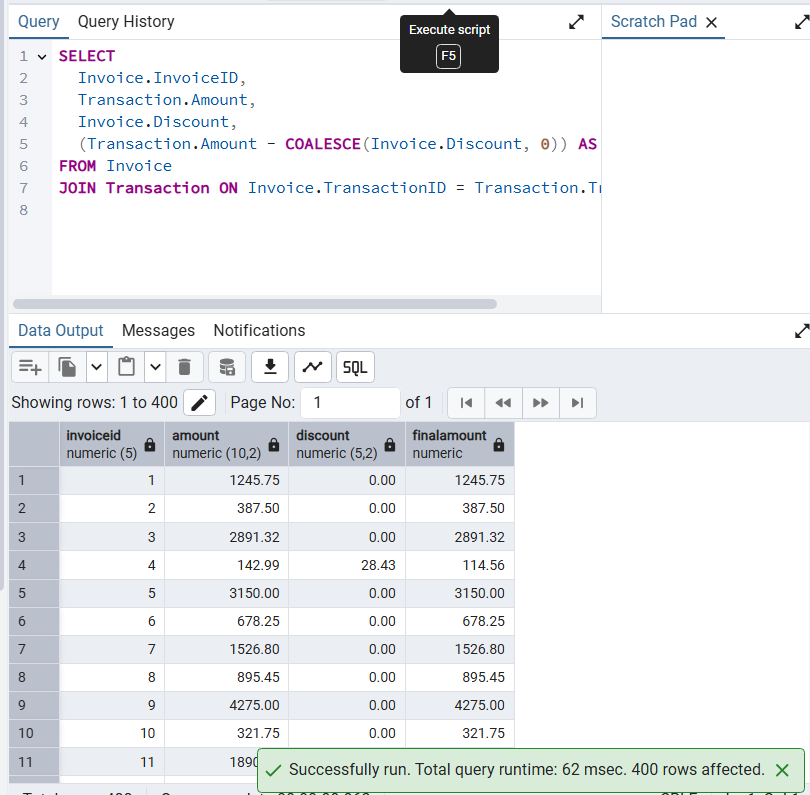 Query Query History
Execute script
F5
Scratch Pad
1 SELECT
2 Invoice.InvoiceID,
3 Transaction.Amount,
4 Invoice.Discount,
5 (Transaction.Amount - COALESCE(Invoice.Discount, 0)) AS
6 FROM Invoice
7 JOIN Transaction ON Invoice.TransactionID = Transaction.Tr
8
Data Output Messages Notifications
SQL
Showing rows: 1 to 400 Page No: 1 of 1
invoiceid amount discount finalamount
numeric (5) numeric (10,2) numeric (5,2) numeric
1 1 1245.75 0.00 1245.75
2 2 387.50 0.00 387.50
3 3 2891.32 0.00 2891.32
4 4 142.99 28.43 114.56
5 5 3150.00 0.00 3150.00
6 6 678.25 0.00 678.25
7 7 1526.80 0.00 1526.80
8 8 895.45 0.00 895.45
9 9 4275.00 0.00 4275.00
10 10 321.75 0.00 321.75
11 11 1890
Successfully run. Total query runtime: 62 msec. 400 rows affected.